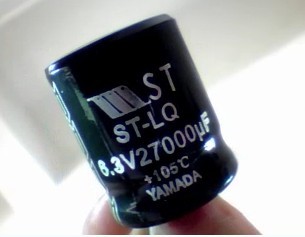 ST
ST-LQ
6.3V27000µF
+105℃
YAMADA